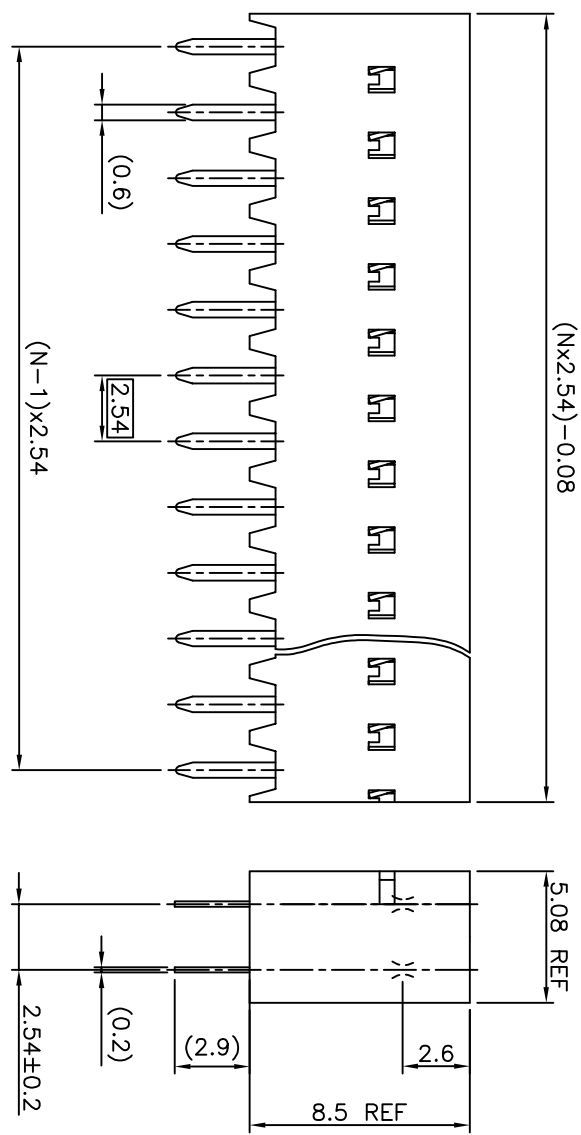 (Nx2.54)-0.08
(0.6)
2.54
(N-1)x2.54
5.08 REF
2.6
8.5 REF
(2.9)
(0.2)
2.54±0.2